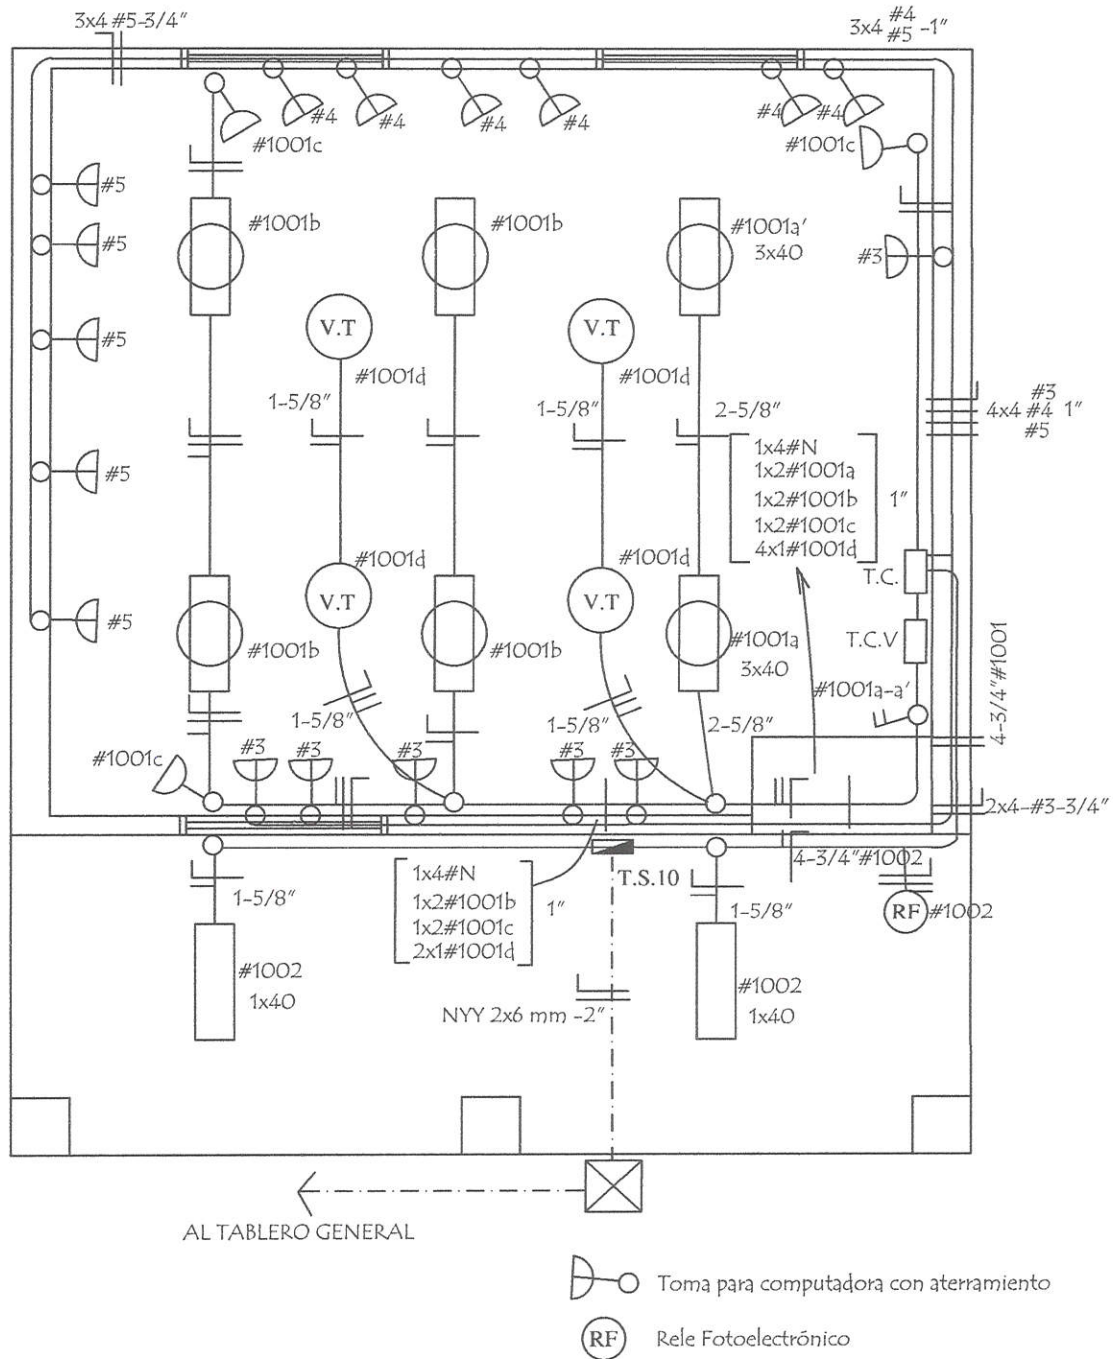 3x4 #5-3/4"
3x4 #4 -1"
#5
#4
#4
#4
#4
#4
#4
#1001c
#1001c
#5
#5
#5
#5
#5
#1001b
#1001b
#1001a'
3x40
#3
V.T
V.T
#1001d
#1001d
1-5/8"
1-5/8"
2-5/8"
#3
4x4 #4 1"
#5
1x4#N
1x2#1001a
1x2#1001b
1x2#1001c
4x1#1001d
1"
#1001d
#1001d
V.T
V.T
T.C.
T.C.V
#1001b
#1001b
#1001a
3x40
#1001a-a'
4-3/4"#1001
1-5/8"
1-5/8"
2-5/8"
#1001c
#3
#3
#3
#3
#3
2x4-#3-3/4"
4-3/4"#1002
T.S.10
1x4#N
1x2#1001b
1x2#1001c
2x1#1001d
1"
1-5/8"
1-5/8"
RF
#1002
#1002
1x40
#1002
1x40
NYY 2x6 mm -2"
AL TABLERO GENERAL
Toma para computadora con aterramiento
RF
Rele Fotoelectrónico